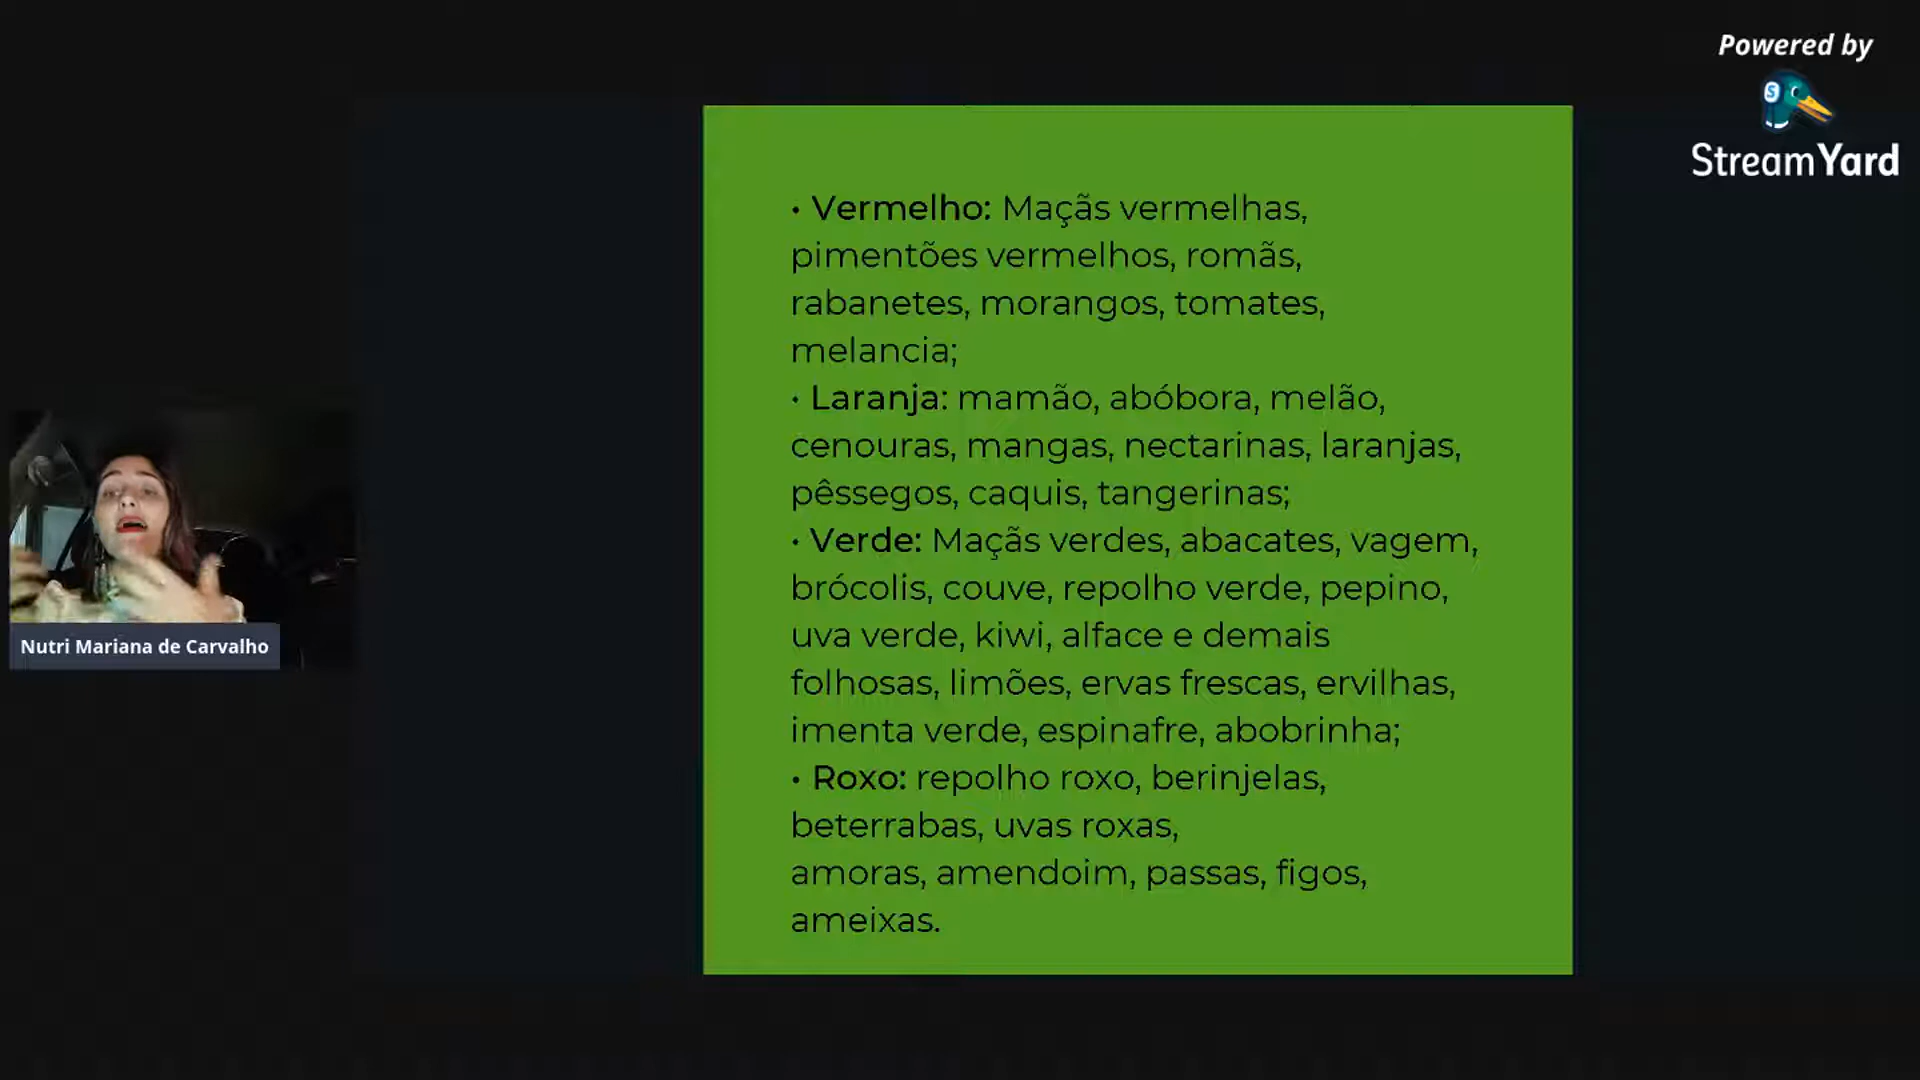 Powered by
StreamYard
• Vermelho: Maçãs vermelhas,
pimentões vermelhos, romãs,
rabanetes, morangos, tomates,
melancia;
• Laranja: mamão, abóbora, melão,
cenouras, mangas, nectarinas, laranjas,
pêssegos, caquis, tangerinas;
• Verde: Maçãs verdes, abacates, vagem,
brócolis, couve, repolho verde, pepino,
uva verde, kiwi, alface e demais
folhosas, limões, ervas frescas, ervilhas,
imenta verde, espinafre, abobrinha;
• Roxo: repolho roxo, berinjelas,
beterrabas, uvas roxas,
amoras, amendoim, passas, figos,
ameixas.
Nutri Mariana de Carvalho